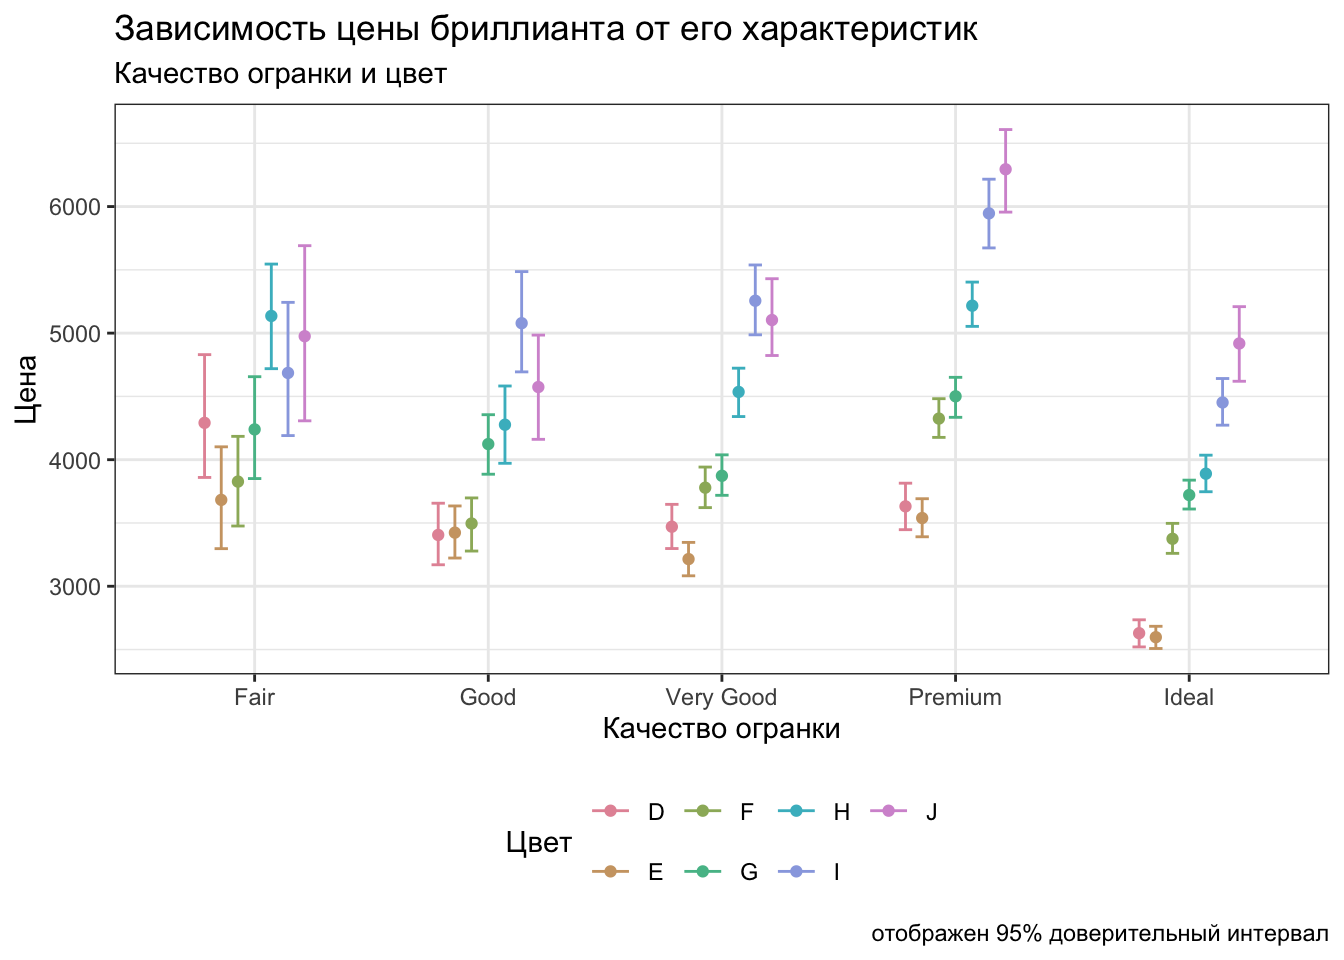 Зависимость цены бриллианта от его характеристик
Качество огранки и цвет
Цена
6000
5000
4000
3000
Fair Good Very Good Premium Ideal
Качество огранки
Цвет
D F H J
E G I
отображен 95% доверительный интервал